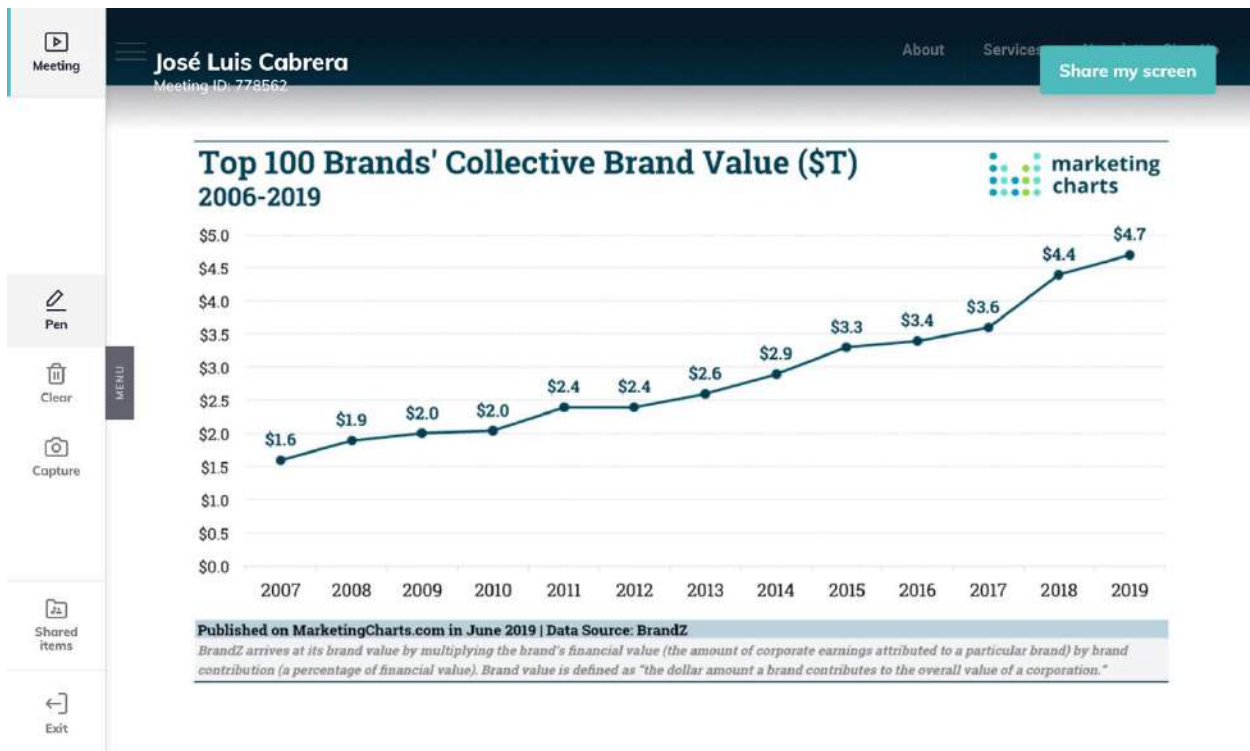 Meeting
José Luis Cabrera
Meeting ID: 778562
About Services
Share my screen
Top 100 Brands' Collective Brand Value ($T)
2006-2019
marketing
charts
$5.0
$4.5
$4.0
$3.5
$3.0
$2.5
$2.0
$1.5
$1.0
$0.5
$0.0
$1.6
$1.9
$2.0
$2.0
$2.4
$2.4
$2.6
$2.9
$3.3
$3.4
$3.6
$4.4
$4.7
2007 2008 2009 2010 2011 2012 2013 2014 2015 2016 2017 2018 2019
Published on MarketingCharts.com in June 2019 | Data Source: BrandZ
BrandZ arrives at its brand value by multiplying the brand's financial value (the amount of corporate earnings attributed to a particular brand) by brand
contribution (a percentage of financial value). Brand value is defined as "the dollar amount a brand contributes to the overall value of a corporation."
Pen
Clear
Capture
MENU
Shared
items
Exit